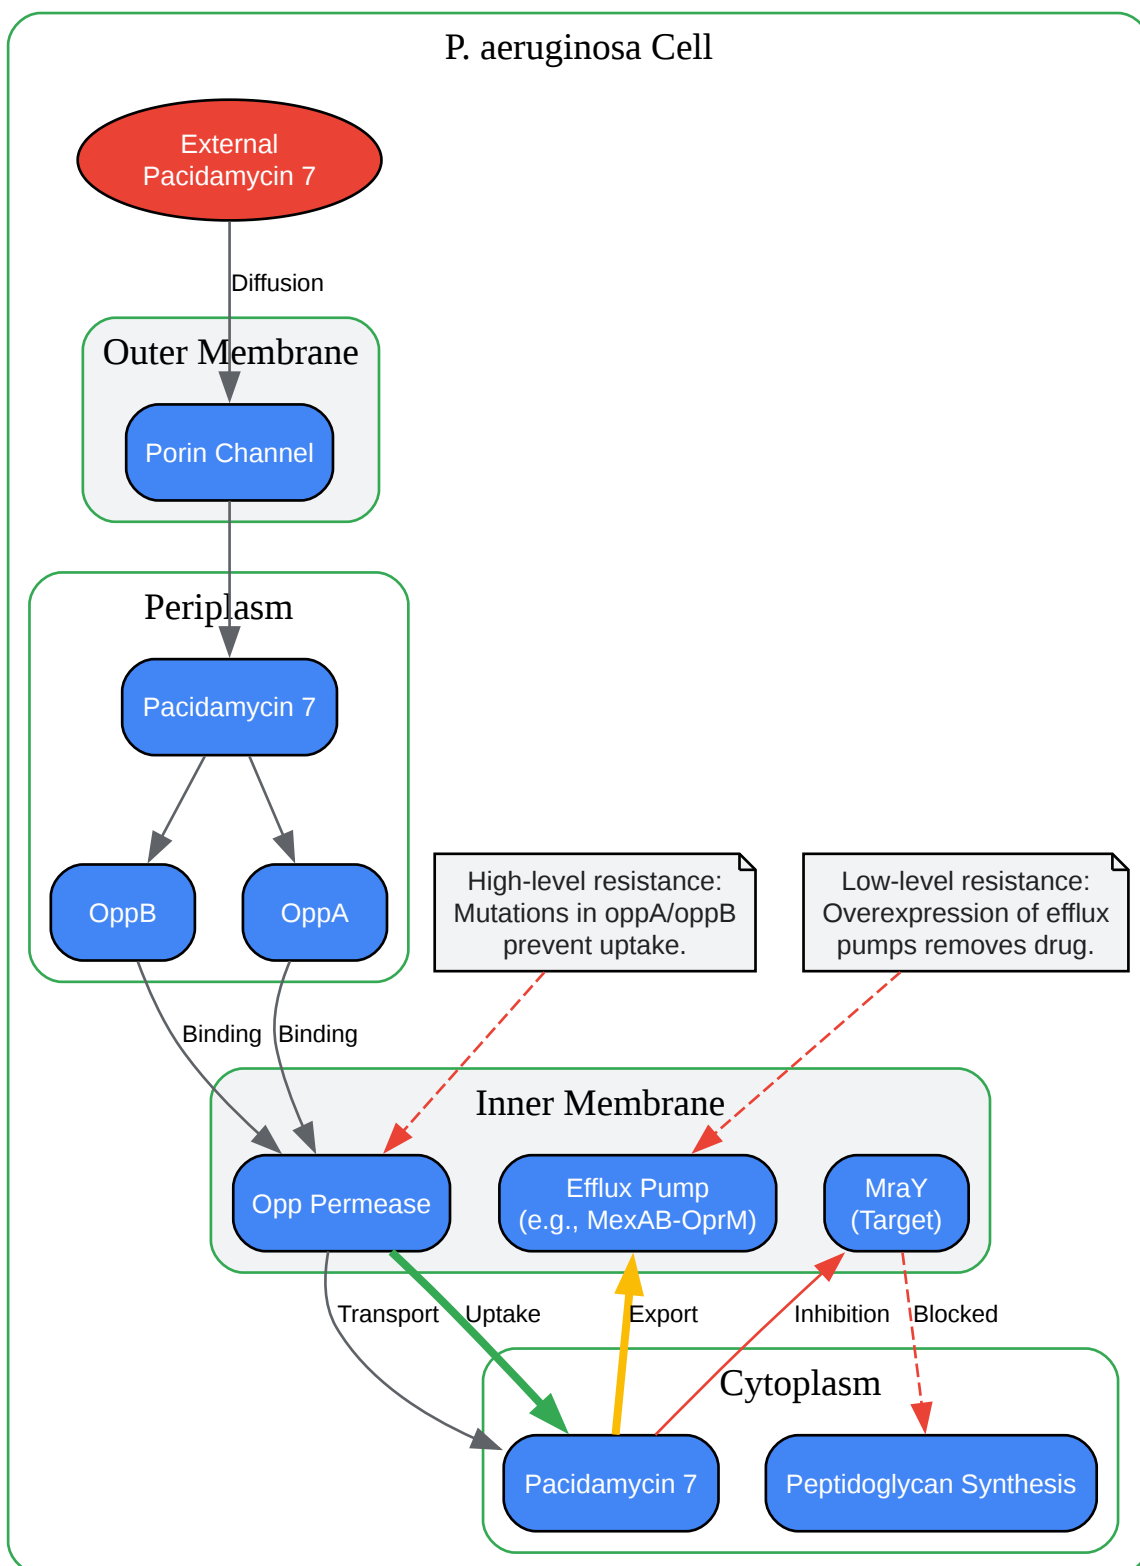 P. aeruginosa Cell
External
Pacidamycin 7
Diffusion
Outer Membrane
Porin Channel
Periplasm
Pacidamycin 7
OppB
OppA
High-level resistance:
Mutations in oppA/oppB
prevent uptake.
Low-level resistance:
Overexpression of efflux
pumps removes drug.
Binding
Binding
Inner Membrane
Opp Permease
Efflux Pump
(e.g., MexAB-OprM)
MraY
(Target)
Transport
Uptake
Export
Inhibition
Blocked
Cytoplasm
Pacidamycin 7
Peptidoglycan Synthesis